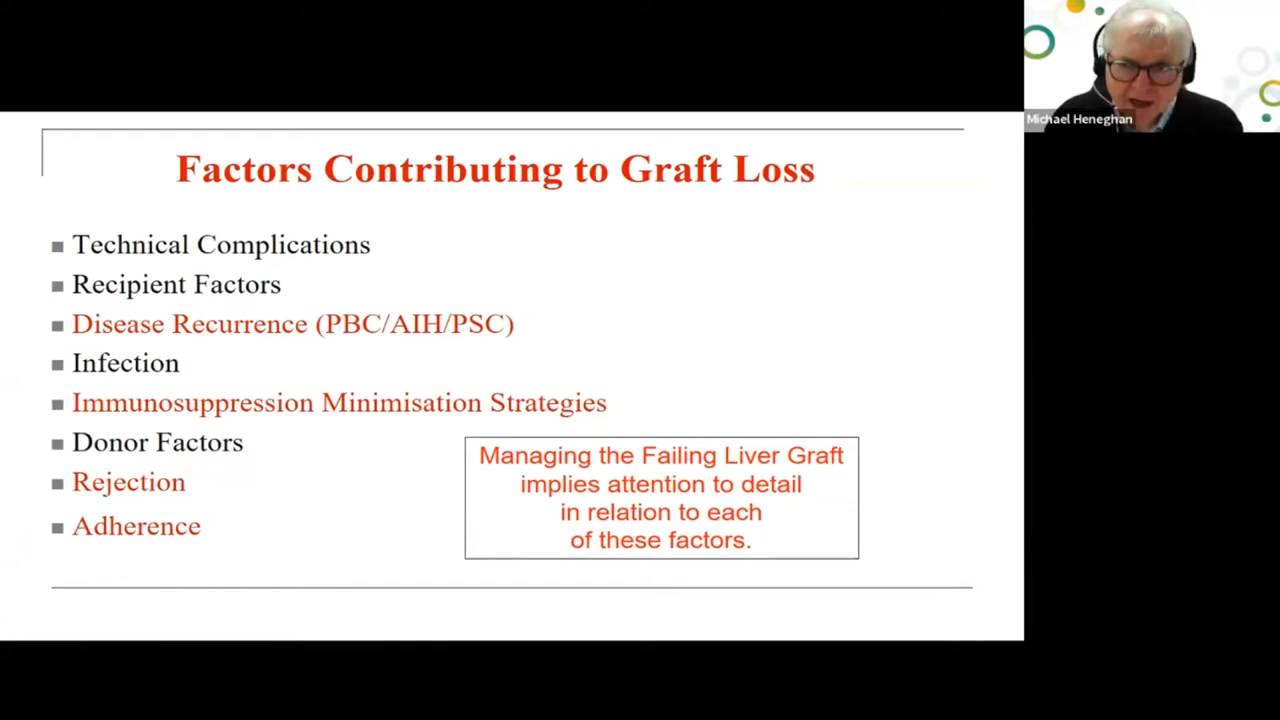 Factors Contributing to Graft Loss
Technical Complications
Recipient Factors
Disease Recurrence (PBC/AIH/PSC)
Infection
Immunosuppression Minimisation Strategies
Donor Factors
Rejection
Adherence
Managing the Failing Liver Graft
implies attention to detail
in relation to each
of these factors.
Michael Heneghan